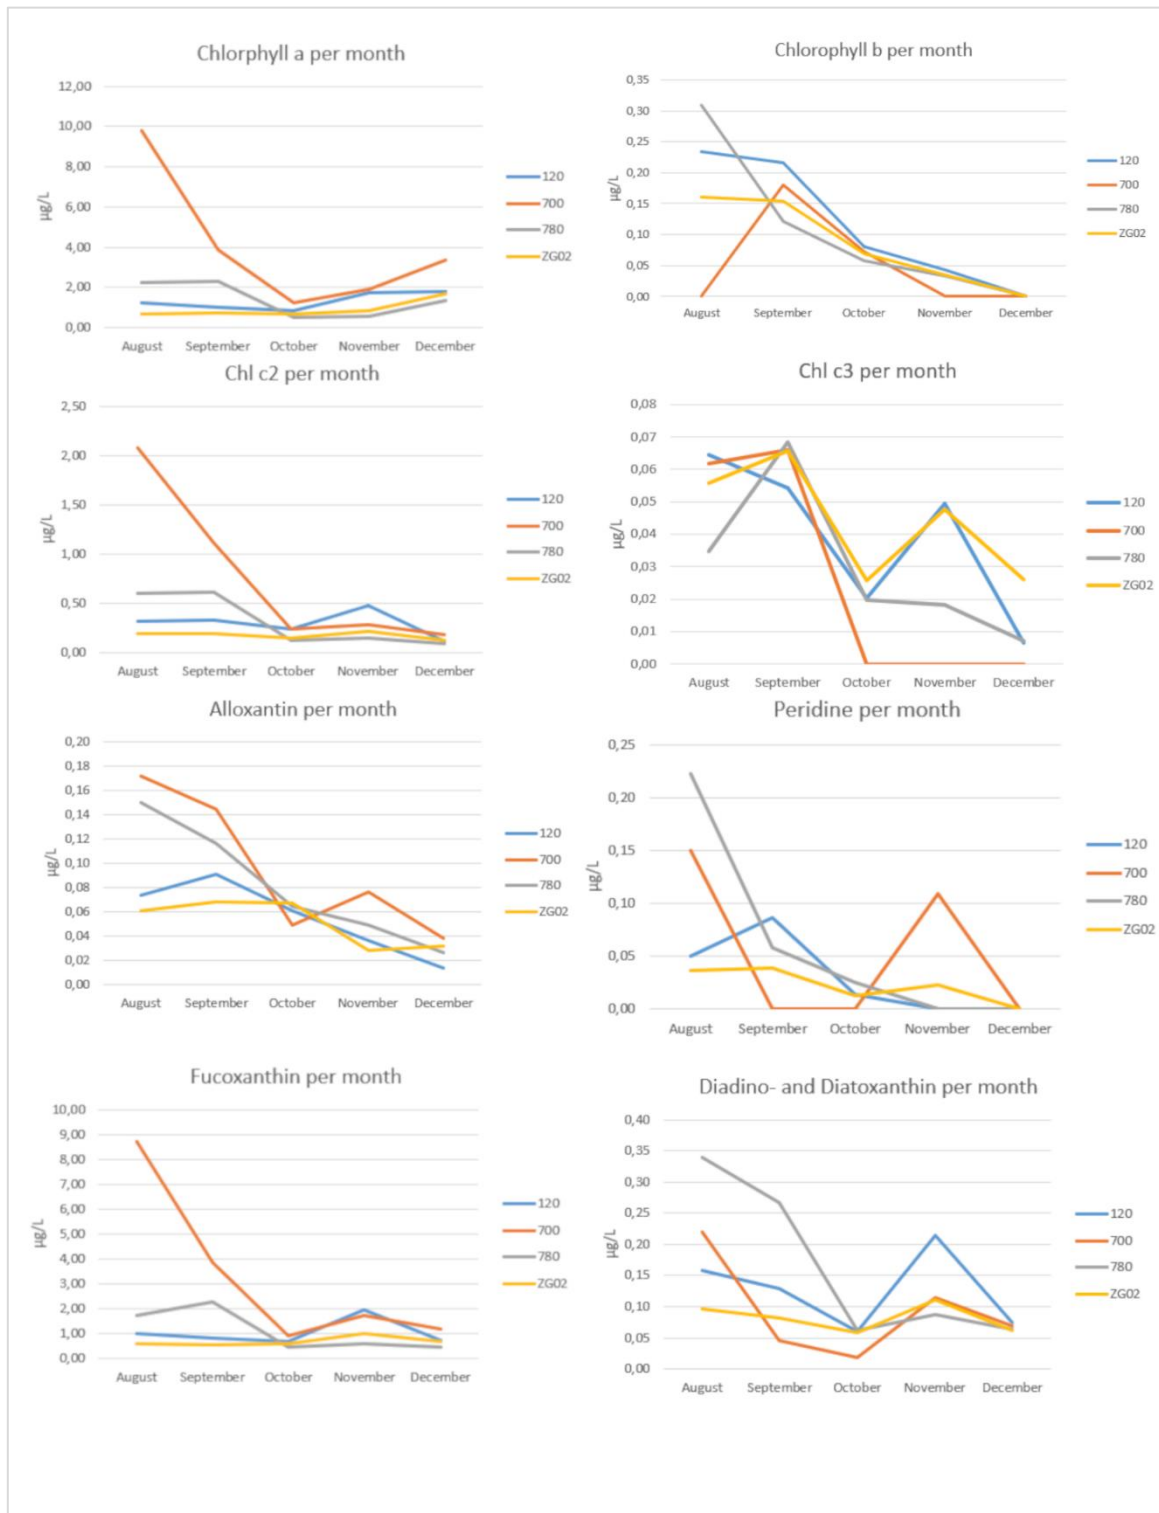 Chlorphyll a per month
12,00
10,00
8,00
6,00
4,00
2,00
0,00
µg/L
August September October November December
120
700
780
ZG02
Chlorophyll b per month
0,35
0,30
0,25
0,20
0,15
0,10
0,05
0,00
µg/L
August September October November December
120
700
780
ZG02
Chl c2 per month
2,50
2,00
1,50
1,00
0,50
0,00
µg/L
August September October November December
120
700
780
ZG02
Chl c3 per month
0,08
0,07
0,06
0,05
0,04
0,03
0,02
0,01
0,00
µg/L
August September October November December
120
700
780
ZG02
Alloxantin per month
0,20
0,18
0,16
0,14
0,12
0,10
0,08
0,06
0,04
0,02
0,00
µg/L
August September October November December
120
700
780
ZG02
Peridine per month
0,25
0,20
0,15
0,10
0,05
0,00
µg/L
August September October November December
120
700
780
ZG02
Fucoxanthin per month
10,00
9,00
8,00
7,00
6,00
5,00
4,00
3,00
2,00
1,00
0,00
µg/L
August September October November December
120
700
780
ZG02
Diadino- and Diatoxanthin per month
0,40
0,35
0,30
0,25
0,20
0,15
0,10
0,05
0,00
µg/L
August September October November December
120
700
780
ZG02